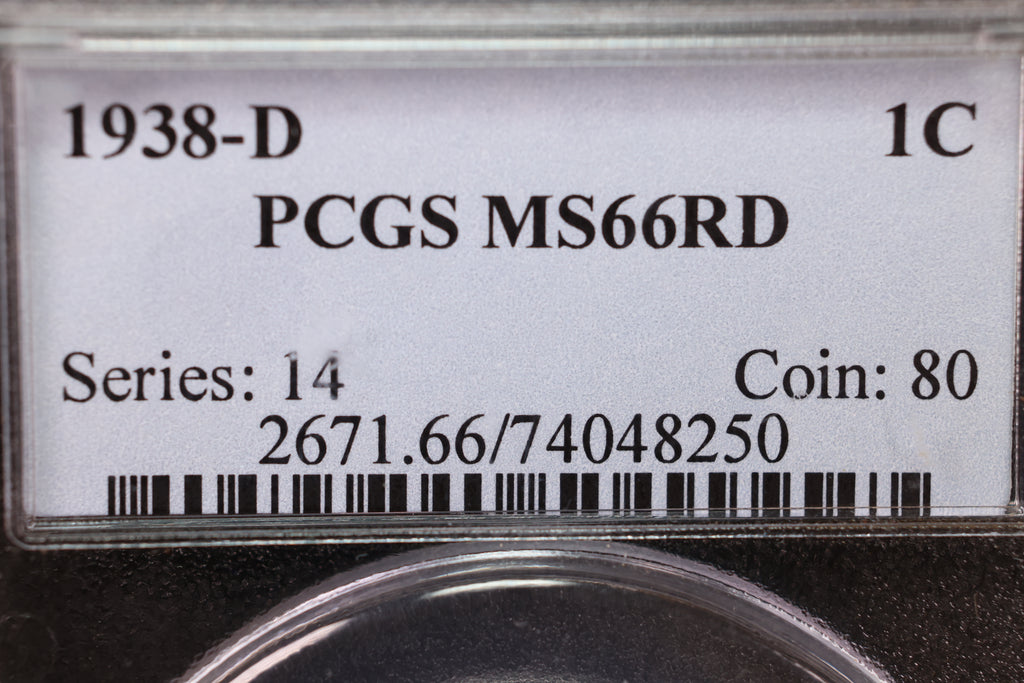 1938-D 1C
PCGS MS66RD
Series: 14 Coin: 80
2671.66/74048250